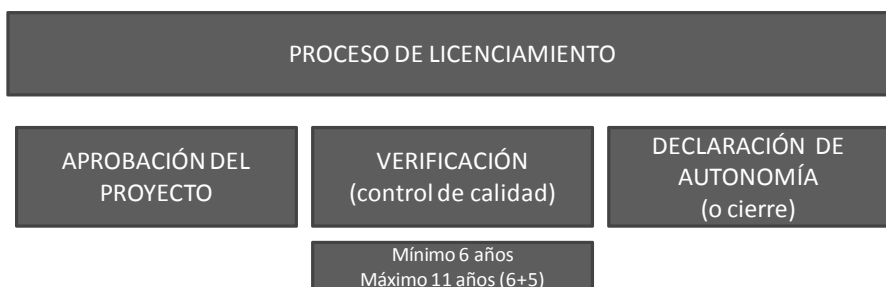 PROCESO DE LICENCIAMIENTO
APROBACIÓN DEL
PROYECTO
VERIFICACIÓN
(control de calidad)
DECLARACIÓN DE
AUTONOMÍA
(o cierre)
Mínimo 6 años
Máximo 11 años (6+5)